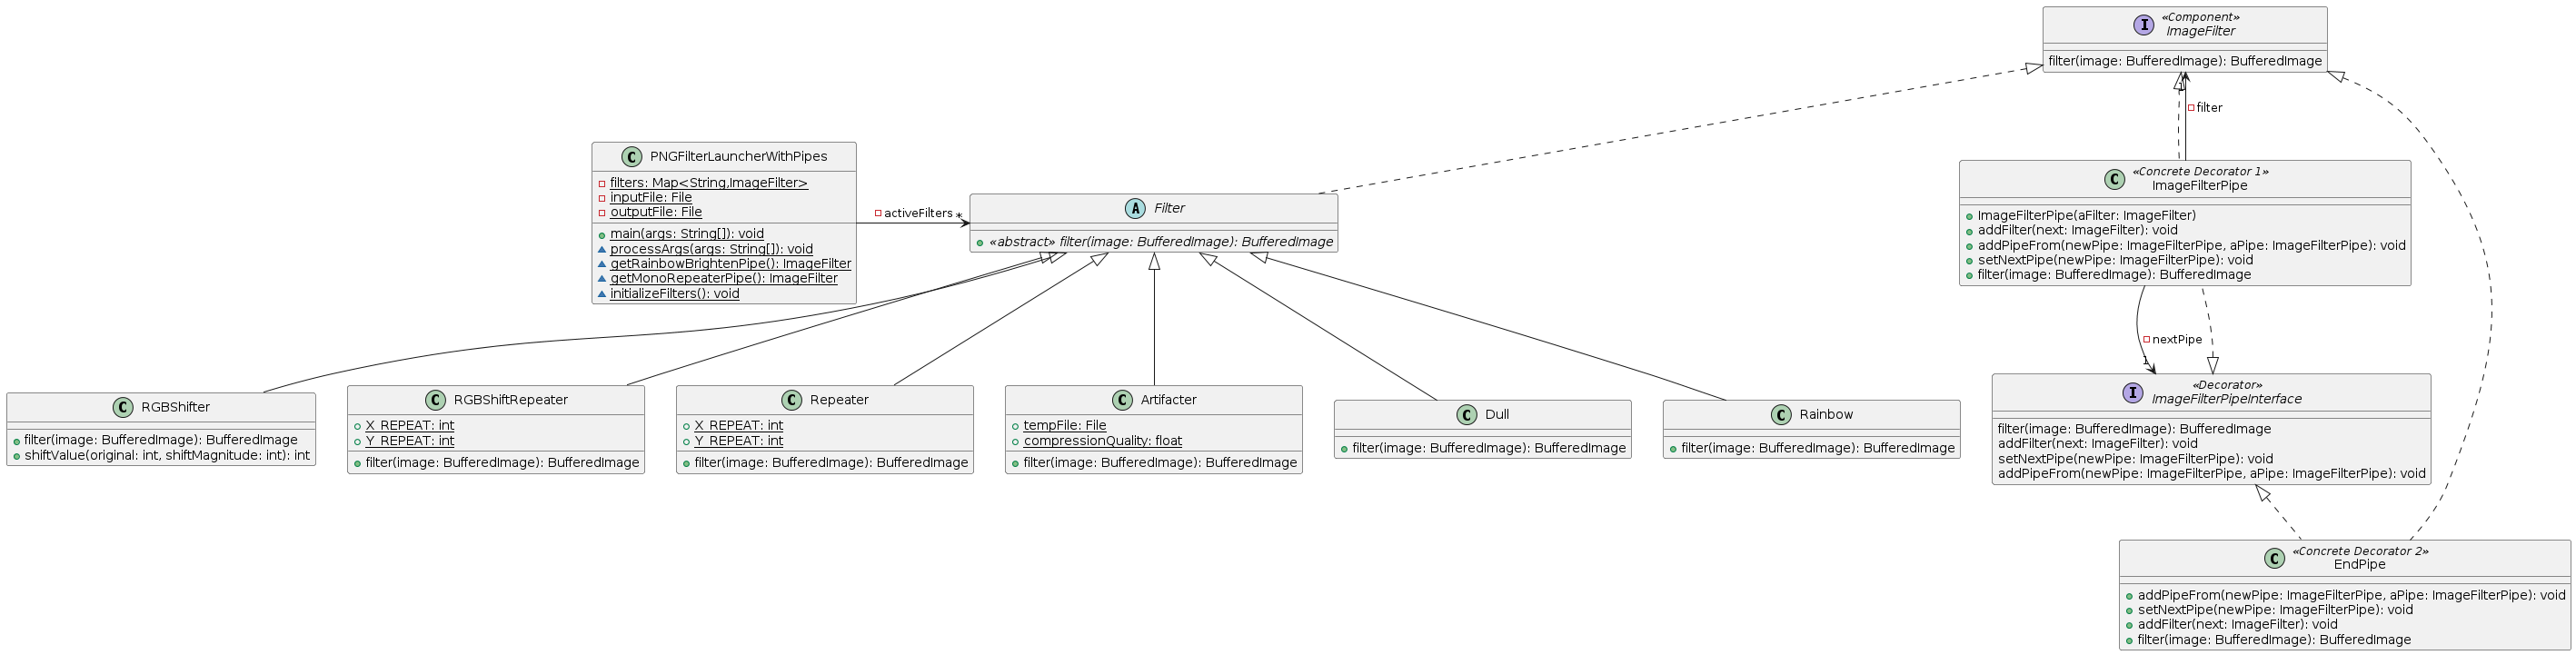 «Component»
ImageFilter
filter(image: BufferedImage): BufferedImage
1
filter
PNGFilterLauncherWithPipes
filters: Map<String,ImageFilter>
inputFile: File
outputFile: File
main(args: String[]): void
processArgs(args: String[]): void
getRainbowBrightenPipe(): ImageFilter
getMonoRepeaterPipe(): ImageFilter
initializeFilters(): void
activeFilters *
Filter
«abstract» filter(image: BufferedImage): BufferedImage
«Concrete Decorator 1»
ImageFilterPipe
ImageFilterPipe(aFilter: ImageFilter)
addFilter(next: ImageFilter): void
addPipeFrom(newPipe: ImageFilterPipe, aPipe: ImageFilterPipe): void
setNextPipe(newPipe: ImageFilterPipe): void
filter(image: BufferedImage): BufferedImage
nextPipe
1
RGBShifter
filter(image: BufferedImage): BufferedImage
shiftValue(original: int, shiftMagnitude: int): int
RGBShiftRepeater
X_REPEAT: int
Y_REPEAT: int
filter(image: BufferedImage): BufferedImage
Repeater
X_REPEAT: int
Y_REPEAT: int
filter(image: BufferedImage): BufferedImage
Artifacter
tempFile: File
compressionQuality: float
filter(image: BufferedImage): BufferedImage
Dull
filter(image: BufferedImage): BufferedImage
Rainbow
filter(image: BufferedImage): BufferedImage
«Decorator»
ImageFilterPipeInterface
filter(image: BufferedImage): BufferedImage
addFilter(next: ImageFilter): void
setNextPipe(newPipe: ImageFilterPipe): void
addPipeFrom(newPipe: ImageFilterPipe, aPipe: ImageFilterPipe): void
«Concrete Decorator 2»
EndPipe
addPipeFrom(newPipe: ImageFilterPipe, aPipe: ImageFilterPipe): void
setNextPipe(newPipe: ImageFilterPipe): void
addFilter(next: ImageFilter): void
filter(image: BufferedImage): BufferedImage